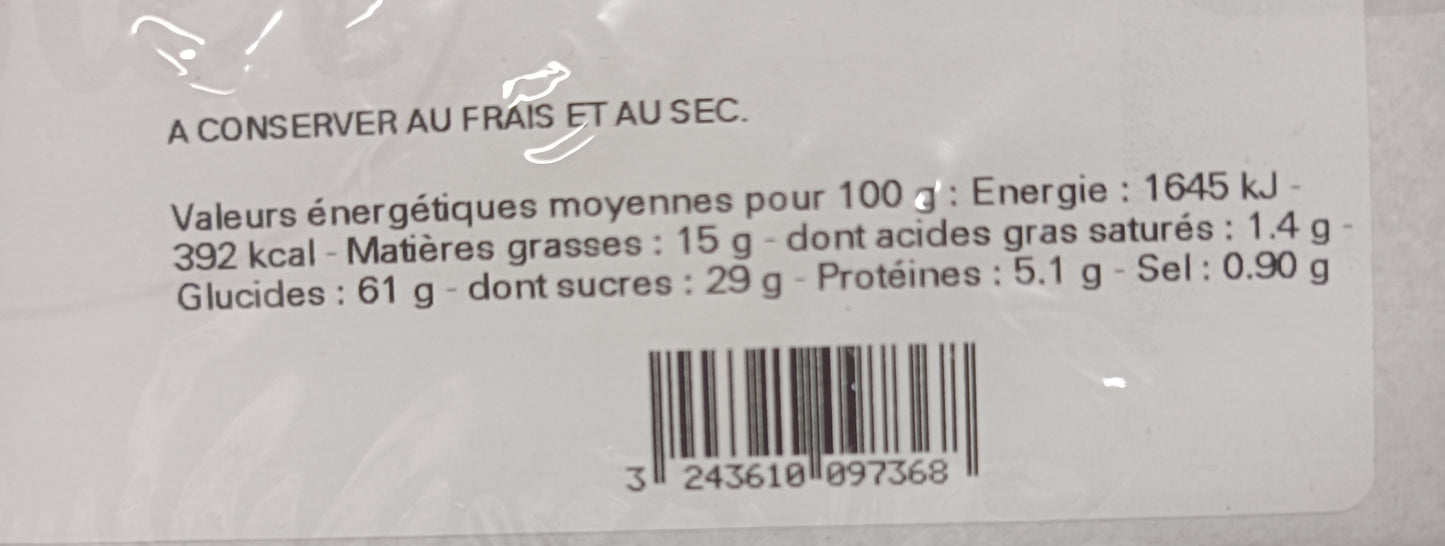 A CONSERVER AU FRAIS ET AU SEC.
Valeurs énergétiques moyennes pour 100 g : Energie : 1645 kJ -
392 kcal - Matières grasses : 15 g - dont acides gras saturés : 1.4 g -
Glucides : 61 g - dont sucres : 29 g - Protéines : 5.1 g - Sel : 0.90 g
3 243610 097368